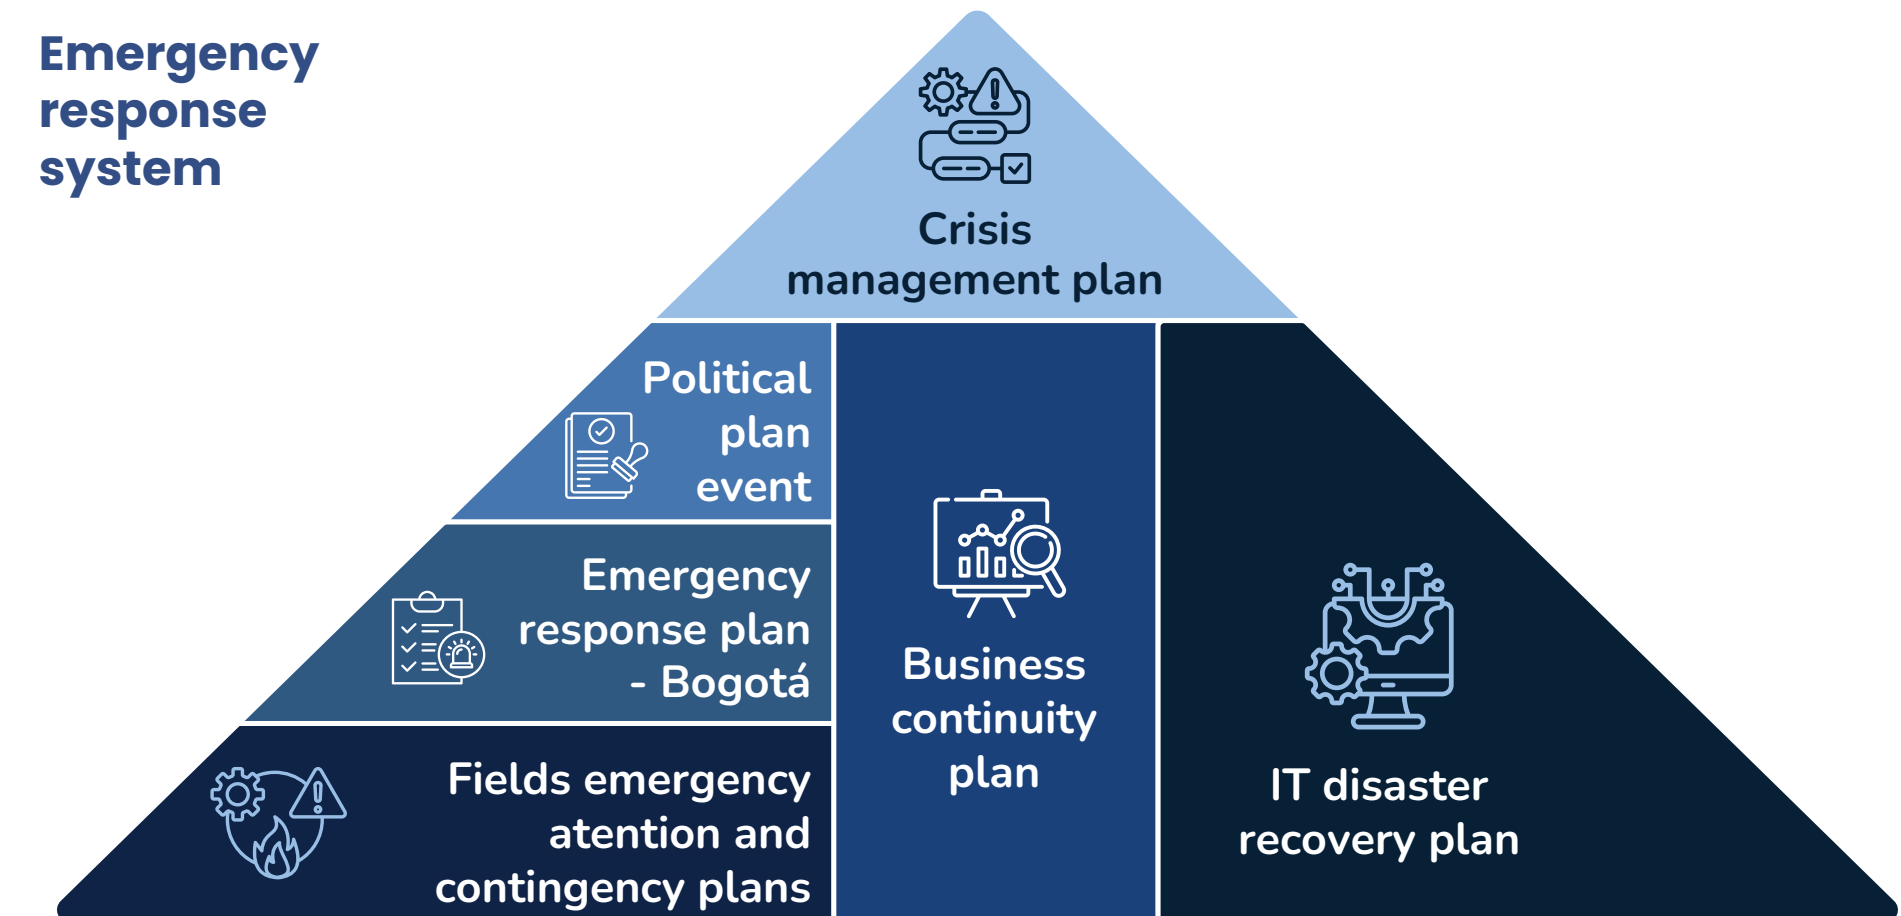 Emergency
response
system
Crisis
management plan
Political
plan
event
Emergency
response plan
- Bogotá
Fields emergency
atention and
contingency plans
Business
continuity
plan
IT disaster
recovery plan